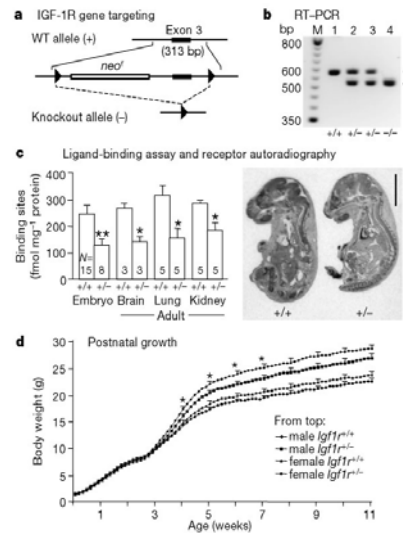 a IGF-1R gene targeting
WT allele (+) Exon 3
(313 bp)
neoʳ
Knockout allele (–)
b RT–PCR
bp M 1 2 3 4
800
600
500
350
+/+ +/– +/– –/–
c Ligand-binding assay and receptor autoradiography
Binding sites
(fmol mg⁻¹ protein)
400
300
200
100
0
** * * *
N=
15 8 3 3 5 5 5 5
+/+ +/– +/+ +/– +/+ +/– +/+ +/–
Embryo Brain Lung Kidney
Adult
+/+ +/–
d Postnatal growth
Body weight (g)
35
30
25
20
15
10
5
0
* * * *
From top:
male Igf1r⁺/⁺
male Igf1r⁺/⁻
female Igf1r⁺/⁺
female Igf1r⁺/⁻
1 3 5 7 9 11
Age (weeks)